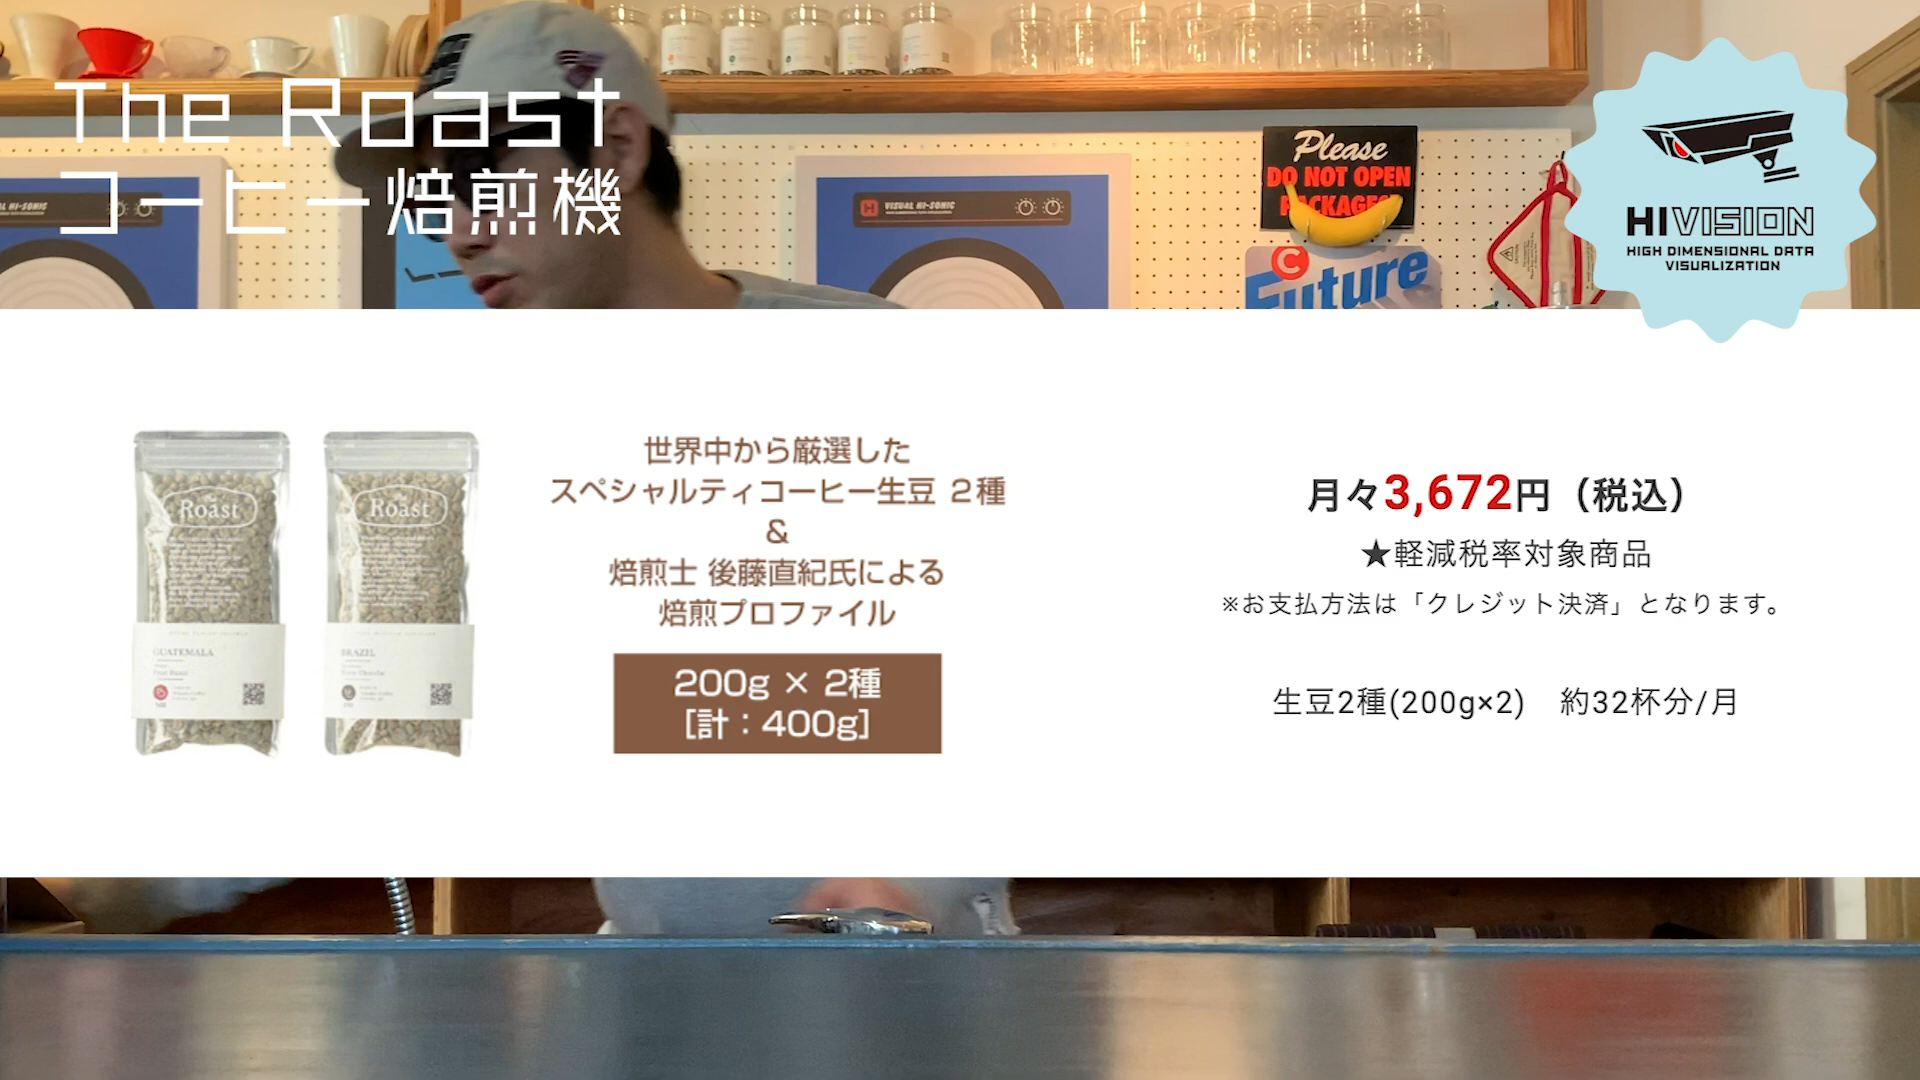 The Roast
コーヒー焙煎機
VISUAL HI-SONIC
Please
DO NOT OPEN
PACKAGES
C
Future
HIVISION
HIGH DIMENSIONAL DATA
VISUALIZATION
世界中から厳選した
スペシャルティコーヒー生豆 2種
&
焙煎士 後藤直紀氏による
焙煎プロファイル
200g × 2種
[計:400g]
The Roast
GUATEMALA
The Roast
BRAZIL
月々3,672円(税込)
★軽減税率対象商品
※お支払方法は「クレジット決済」となります。
生豆2種(200g×2) 約32杯分/月